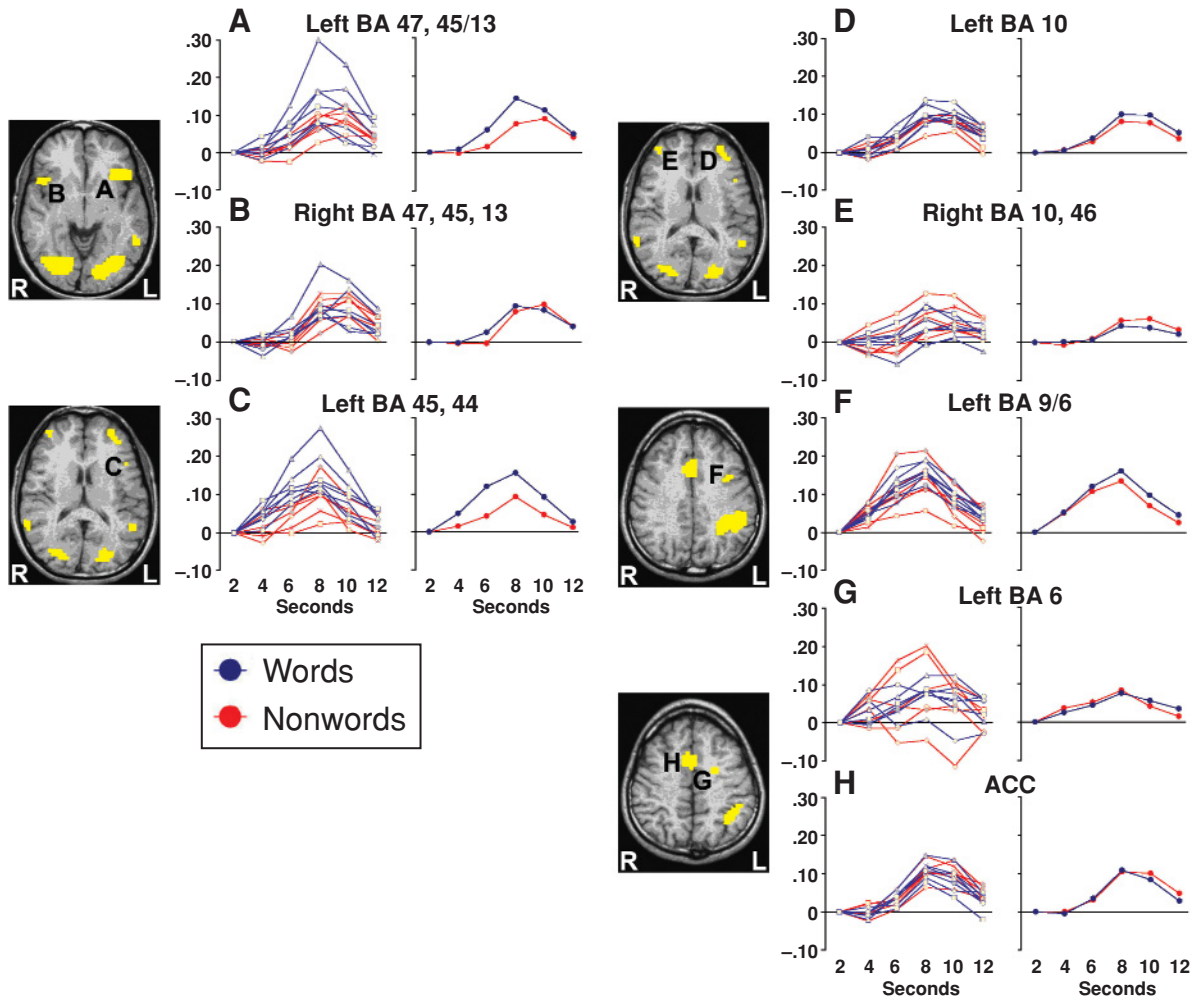 A
Left BA 47, 45/13
.30
.20
.10
0
–.10
B
A
R
L
B
Right BA 47, 45, 13
.30
.20
.10
0
–.10
C
Left BA 45, 44
.30
.20
.10
0
–.10
2 4 6 8 10 12 2 4 6 8 10 12
Seconds Seconds
C
R
L
Words
Nonwords
D
Left BA 10
.30
.20
.10
0
–.10
E
D
R
L
E
Right BA 10, 46
.30
.20
.10
0
–.10
F
Left BA 9/6
.30
.20
.10
0
–.10
F
R
L
G
Left BA 6
.30
.20
.10
0
–.10
H
G
R
L
H
ACC
.30
.20
.10
0
–.10
2 4 6 8 10 12 2 4 6 8 10 12
Seconds Seconds